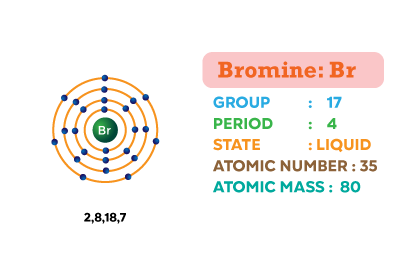 Bromine: Br
GROUP : 17
PERIOD : 4
STATE : LIQUID
ATOMIC NUMBER : 35
ATOMIC MASS : 80
Br
2,8,18,7